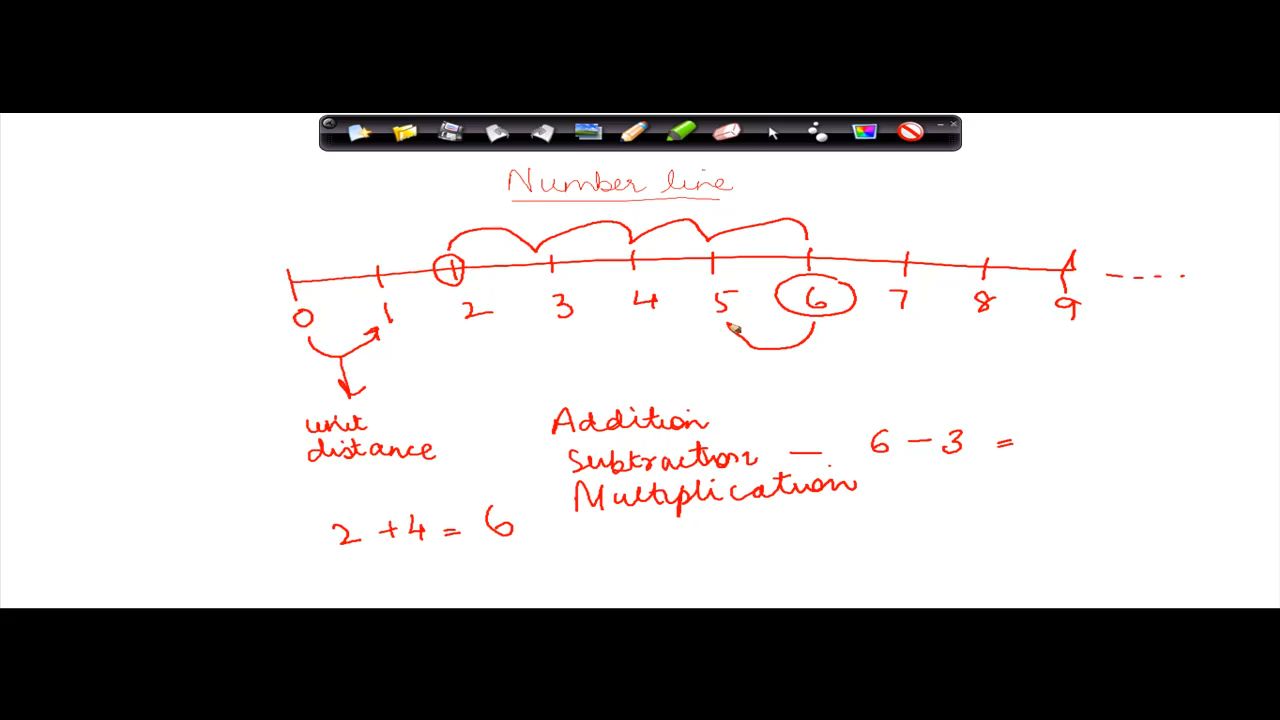 Number line
0 1 2 3 4 5 6 7 8 9 ----
unit
distance
Addition
Subtraction — 6 - 3 =
Multiplication
2 + 4 = 6